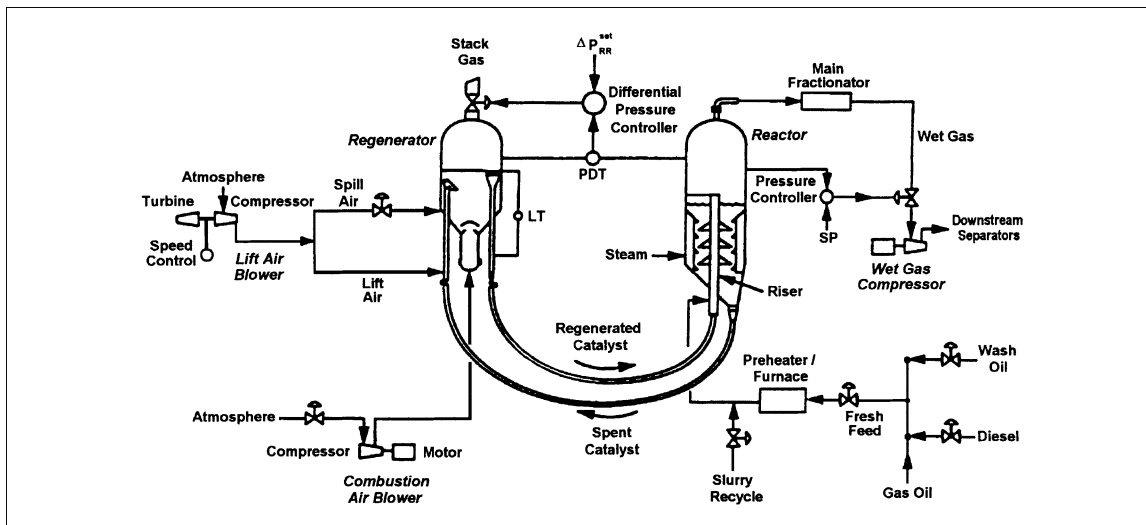 Stack
Gas
Δ P set RR
Differential
Pressure
Controller
Main
Fractionator
Regenerator
Reactor
Wet Gas
PDT
Atmosphere
Turbine
Compressor
Spill
Air
Speed
Control
Lift Air
Blower
Lift
Air
LT
Pressure
Controller
SP
Downstream
Separators
Wet Gas
Compressor
Steam
Riser
Regenerated
Catalyst
Spent
Catalyst
Preheater /
Furnace
Wash
Oil
Fresh
Feed
Diesel
Gas Oil
Slurry
Recycle
Atmosphere
Compressor
Motor
Combustion
Air Blower